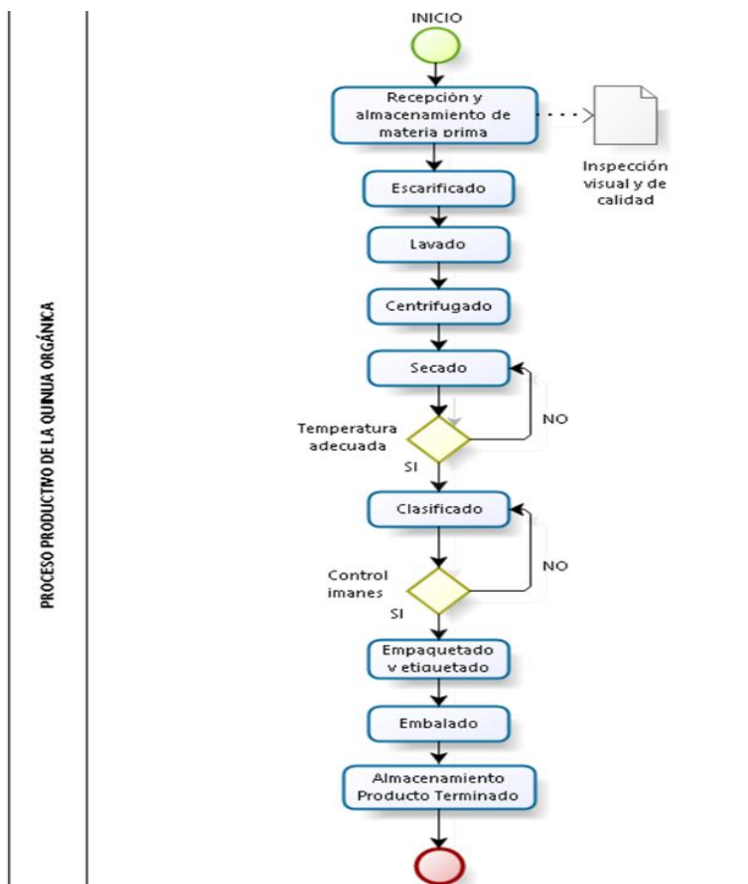 INICIO
Recepción y
almacenamiento de
materia prima
Inspección
visual y de
calidad
Escarificado
Lavado
Centrifugado
Secado
NO
Temperatura
adecuada
SI
Clasificado
NO
Control
imanes
SI
Empaquetado
y etiquetado
Embalado
Almacenamiento
Producto Terminado
PROCESO PRODUCTIVO DE LA QUINUA ORGÁNICA